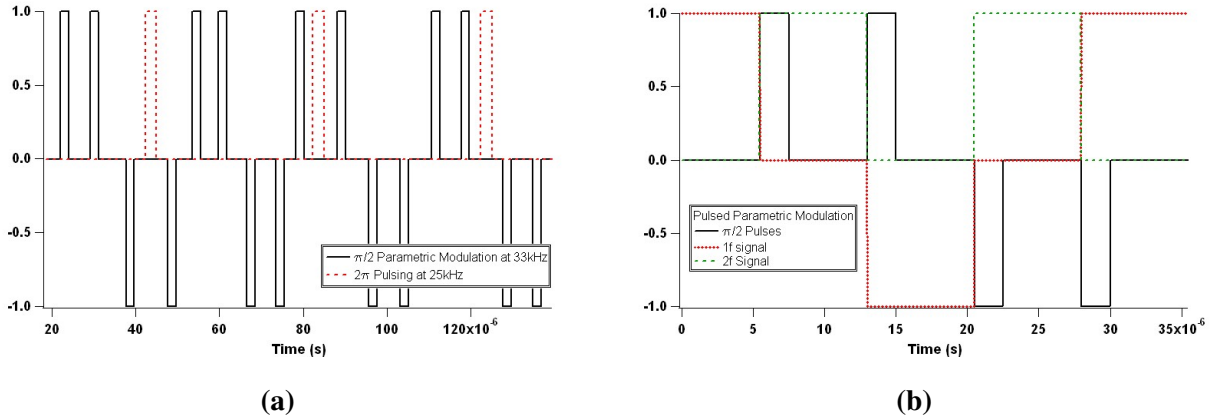 1.0
0.5
0.0
-0.5
-1.0
π/2 Parametric Modulation at 33kHz
2π Pulsing at 25kHz
20 40 60 80 100 120x10⁻⁶
Time (s)
(a)
1.0
0.5
0.0
-0.5
-1.0
Pulsed Parametric Modulation
π/2 Pulses
1f signal
2f Signal
0 5 10 15 20 25 30 35x10⁻⁶
Time (s)
(b)